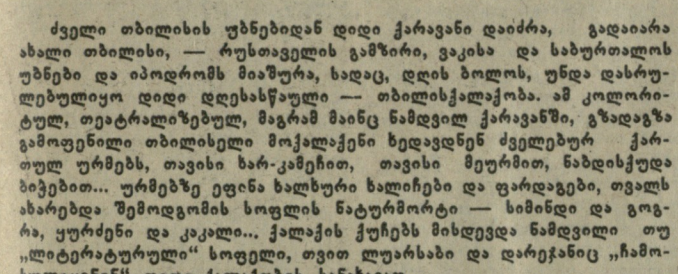 ძველი თბილისის უბნებიდან დიდი ქარავანი დაიძრა, გადაიარა
ახალი თბილისი, — რუსთაველის გამზირი, ვაკისა და საბურთალოს
უბნები და იპოდრომს მიაშურა, სადაც, დღის ბოლოს, უნდა დასრუ-
ლებულიყო დიდი დღესასწაული — თბილისქალაქობა. ამ კოლორი-
ტულ, თეატრალიზებულ, მაგრამ მაინც ნამდვილ ქარავანში, გზადაგზა
გამოფენილი თბილისელი მოქალაქენი ხედავდნენ ძველებურ ქარ-
თულ ურმებს, თავისი ხარ-კამეჩით, თავისი მეურმით, ნაბდისქუდა
ბიჭებით... ურმებზე ეფინა ხალხური ხალიჩები და ფარდაგები, თვალს
ახარებდა შემოდგომის სოფლის ნატურმორტი — სიმინდი და გოგ-
რა, ყურძენი და კაკალი... ქალაქის ქუჩებს მისდევდა ნამდვილი თუ
„ლიტერატურული“ სოფელი, თვით ლუარსაბი და დარეჯანიც „ჩამო-